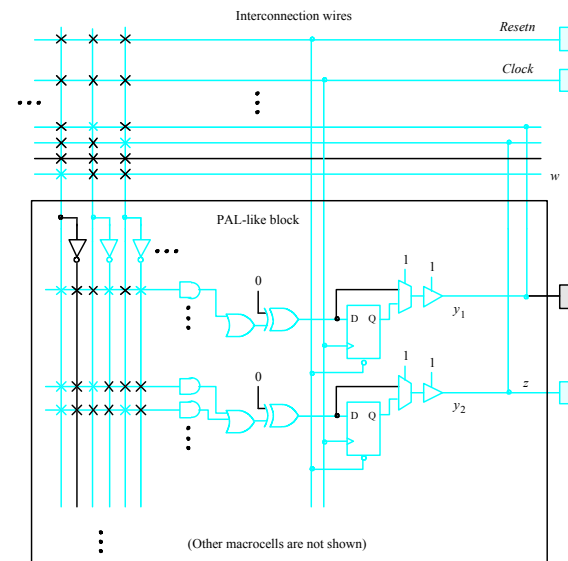 Interconnection wires
Resetn
Clock
w
PAL-like block
0
1
1
D Q
y1
0
1
1
z
D Q
y2
(Other macrocells are not shown)